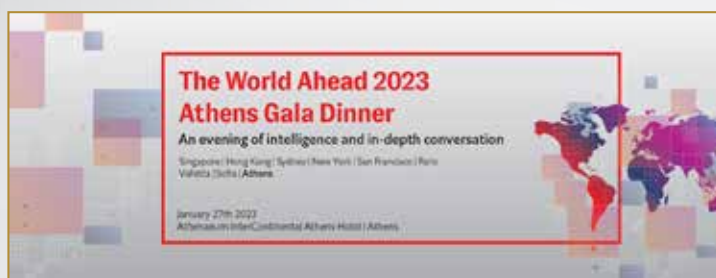 The World Ahead 2023
Athens Gala Dinner
An evening of intelligence and in-depth conversation
Singapore | Hong Kong | Sydney | New York | San Francisco | Paris
Valletta | Sofia | Athens
January 27th 2023
Athenaeum InterContinental Athens Hotel | Athens